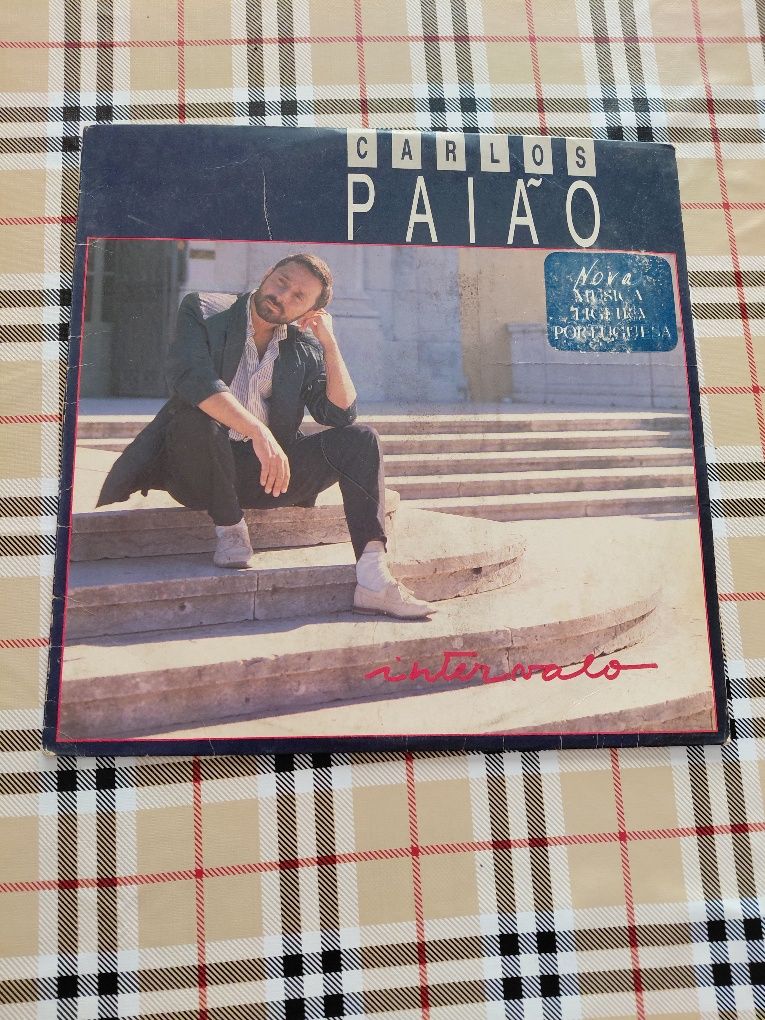 CARLOS
PAIÃO
Nova
MÚSICA
LIGEIRA
PORTUGUESA
intervalo